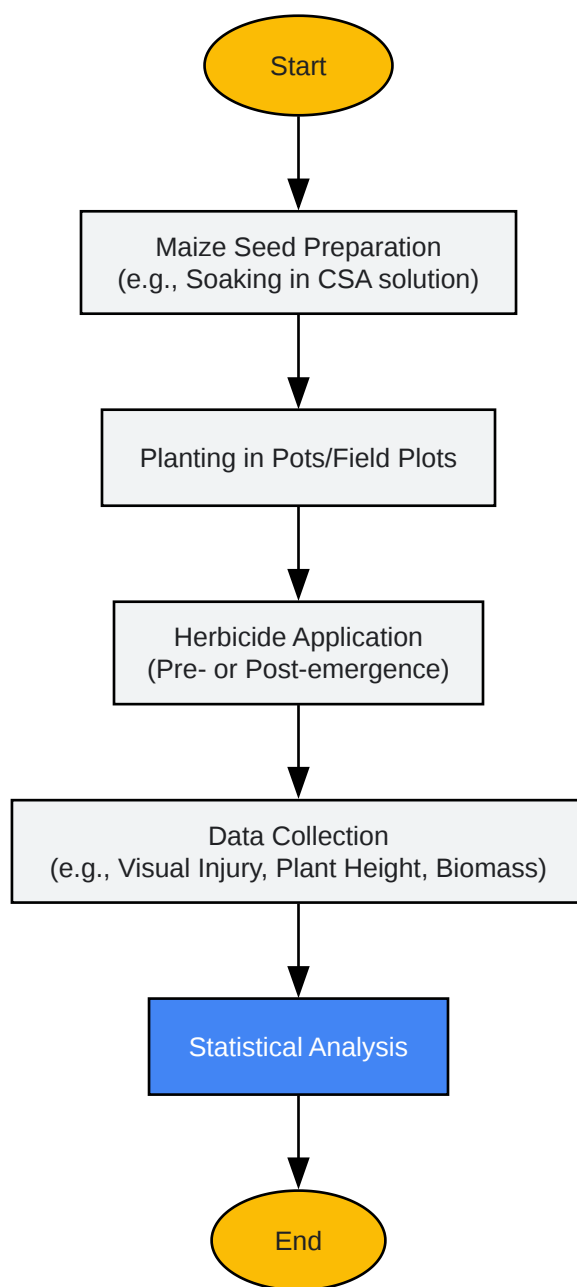 Start
Maize Seed Preparation
(e.g., Soaking in CSA solution)
Planting in Pots/Field Plots
Herbicide Application
(Pre- or Post-emergence)
Data Collection
(e.g., Visual Injury, Plant Height, Biomass)
Statistical Analysis
End